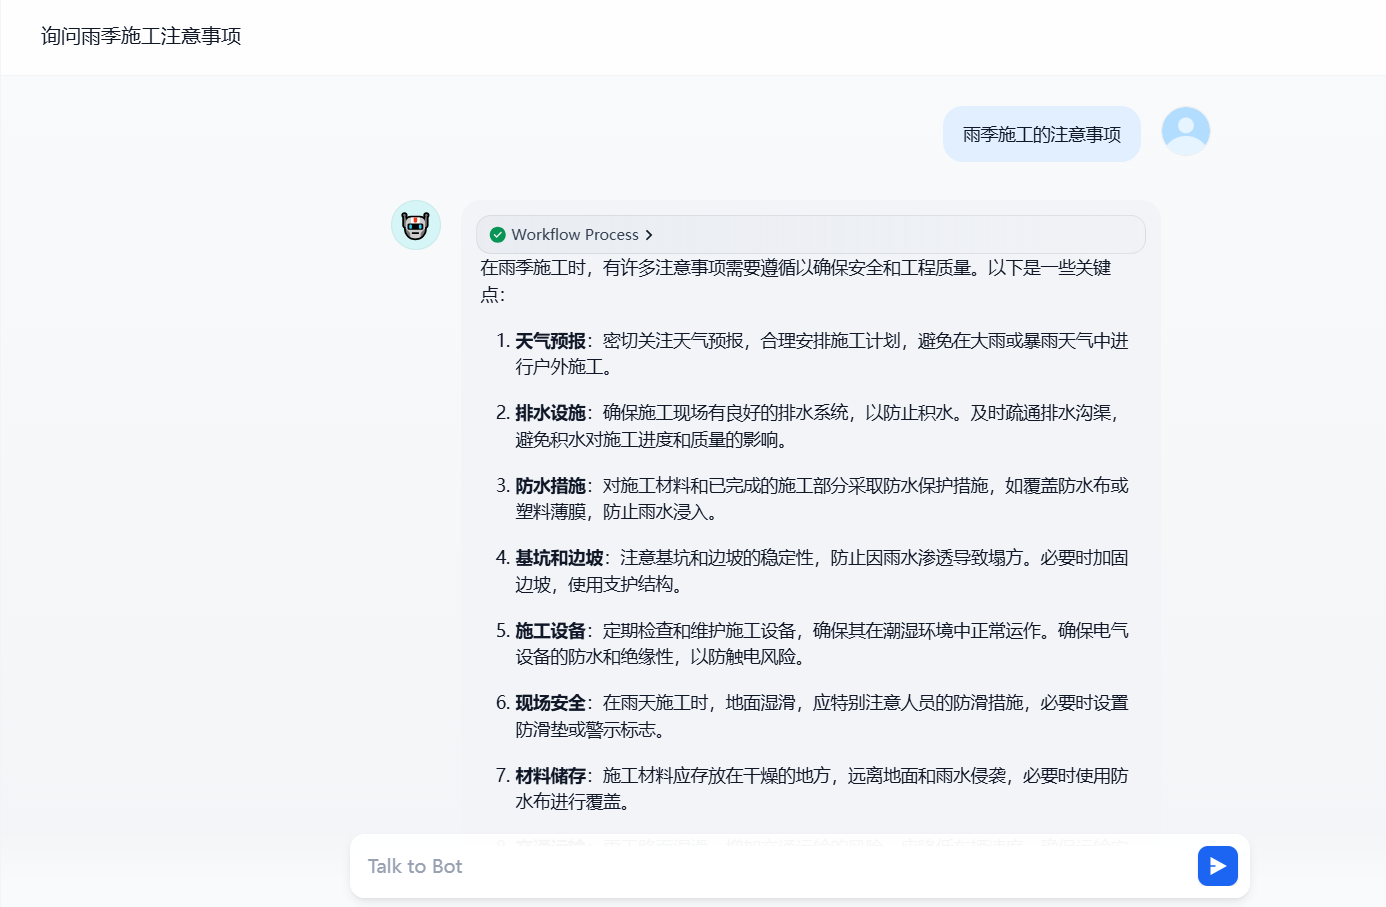 询问雨季施工注意事项
雨季施工的注意事项
Workflow Process
在雨季施工时，有许多注意事项需要遵循以确保安全和工程质量。以下是一些关键
点：
1. 天气预报：密切关注天气预报，合理安排施工计划，避免在大雨或暴雨天气中进
行户外施工。
2. 排水设施：确保施工现场有良好的排水系统，以防止积水。及时疏通排水沟渠，
避免积水对施工进度和质量的影响。
3. 防水措施：对施工材料和已完成的施工部分采取防水保护措施，如覆盖防水布或
塑料薄膜，防止雨水浸入。
4. 基坑和边坡：注意基坑和边坡的稳定性，防止因雨水渗透导致塌方。必要时加固
边坡，使用支护结构。
5. 施工设备：定期检查和维护施工设备，确保其在潮湿环境中正常运作。确保电气
设备的防水和绝缘性，以防触电风险。
6. 现场安全：在雨天施工时，地面湿滑，应特别注意人员的防滑措施，必要时设置
防滑垫或警示标志。
7. 材料储存：施工材料应存放在干燥的地方，远离地面和雨水侵袭，必要时使用防
水布进行覆盖。
Talk to Bot